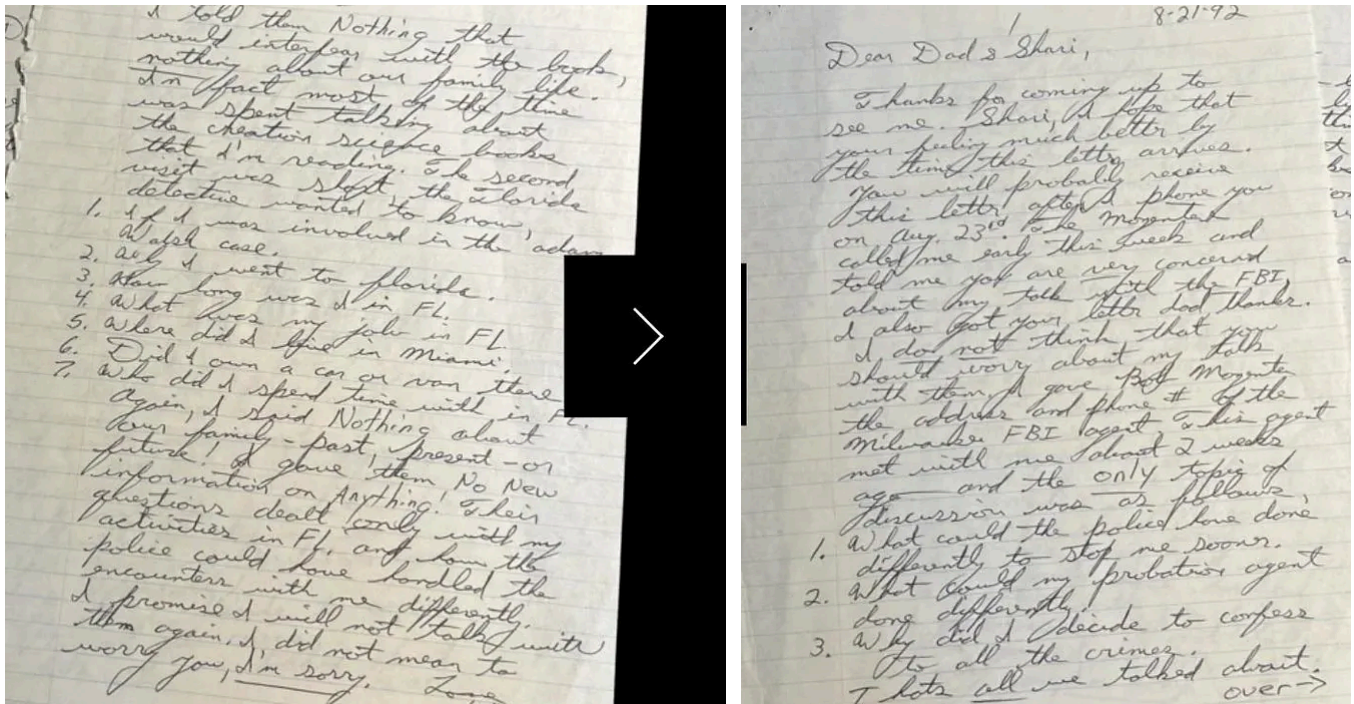 I told them Nothing that
would interfear with the book,
nothing about our family life.
In fact most of the time
was spent talking about
the creation science books
that I'm reading. The second
visit was slept the Florida
detective wanted to know,
1. If I was involved in the adam
Walsh case.
2. Why I went to florida.
3. How long was I in FL.
4. What was my job in FL
5. Where did I live in Miami.
6. Did I own a car or van there
7. Who did I spend time with in FL.
Again, I said Nothing about
our family - past, present - or
future! I gave them No New
information on Anything! Their
questions dealt only with my
activities in FL. and how the
police could have handled the
encounters with me differently.
I promise I will not talk with
them again. I did not mean to
worry you, I'm sorry. Love
1
8-21-92
Dear Dad & Shari,
Thanks for coming up to
see me. Shari, I hope that
your feeling much better by
the time this letter arrives.
You will probably receive
this letter after I phone you
on Aug. 23rd. The Mozenter
called me early this week and
told me you are very concerned
about my talk with the FBI,
I also got your letter dad, thanks.
I do not think that you
should worry about my talk
with them, I gave Bob Mozenter
the address and phone # of the
Milwaukee FBI agent This agent
met with me about 2 weeks
ago and the only topic of
discussion was as follows,
1. What could the police have done
differently to stop me sooner.
2. What could my probation agent
done differently.
3. Why did I decide to confess
to all the crimes.
Thats all we talked about.
over →